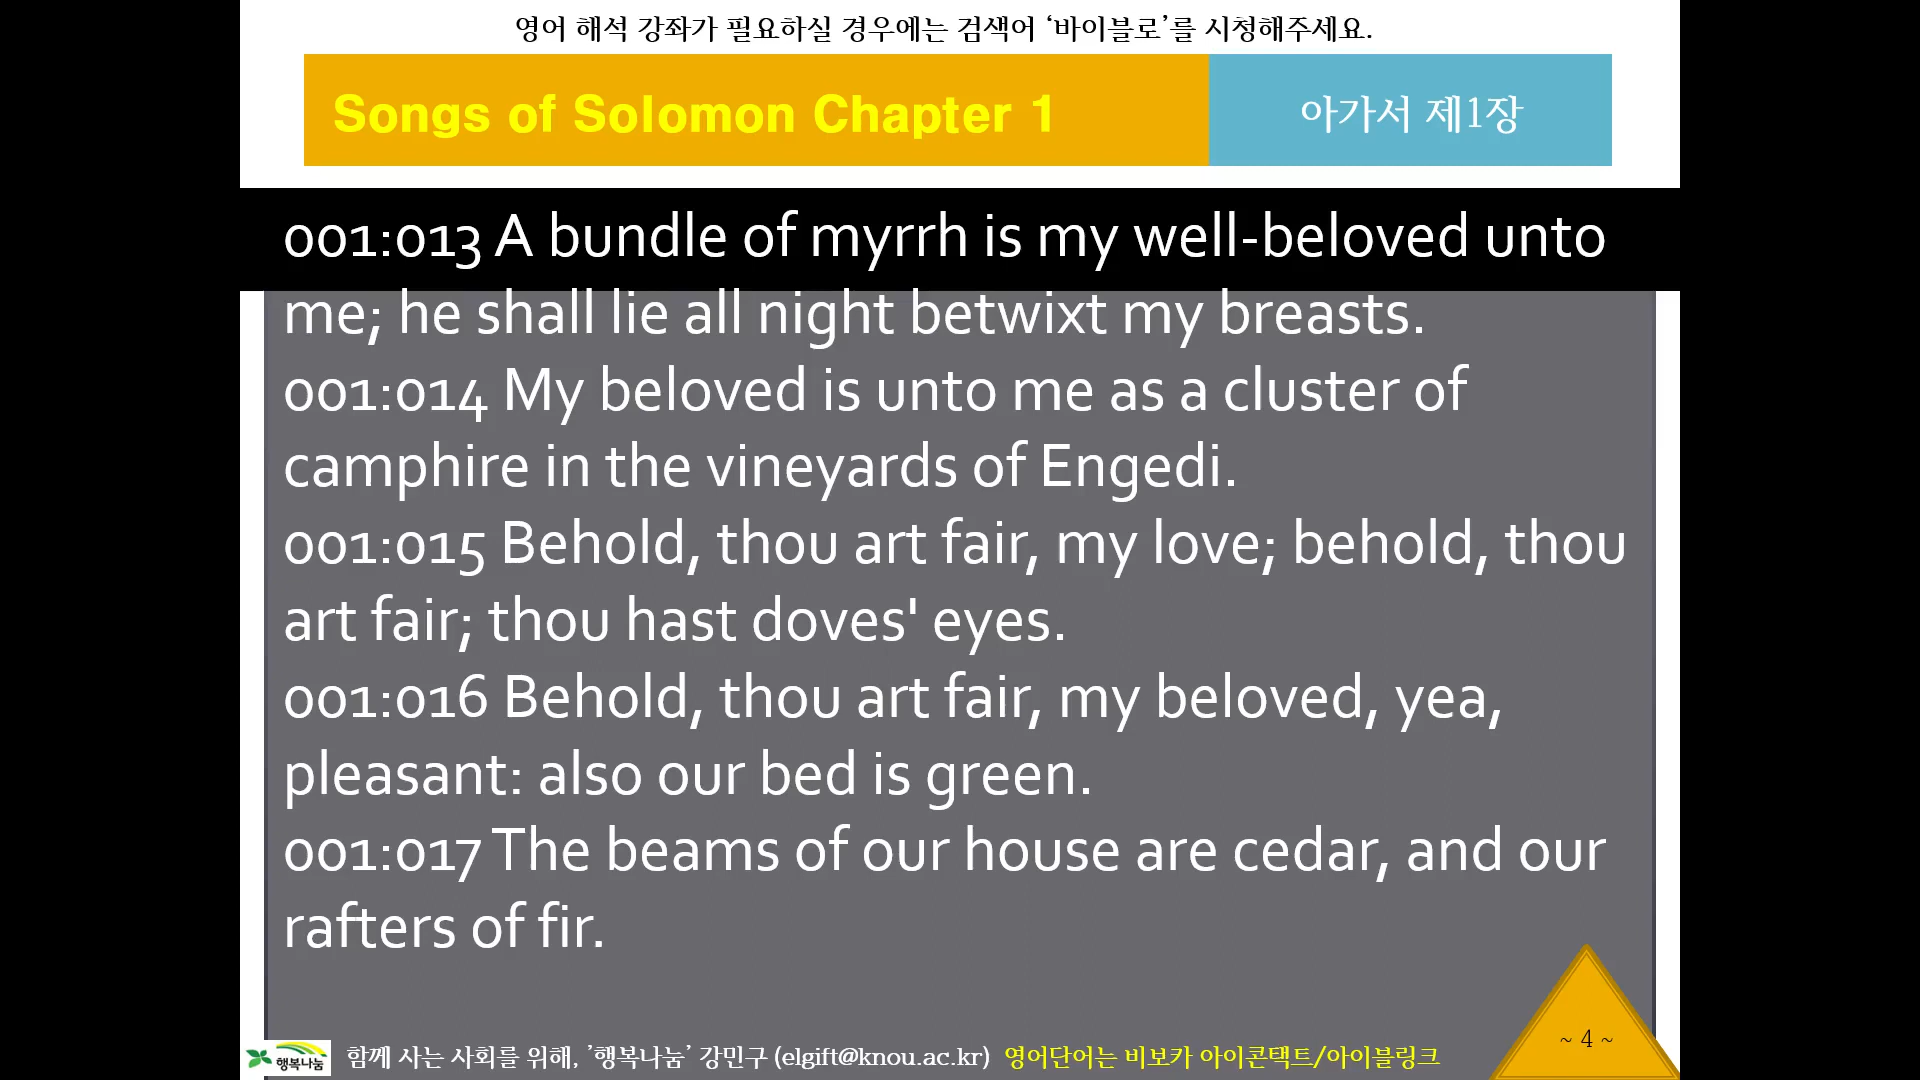 영어 해석 강좌가 필요하실 경우에는 검색어 ‘바이블로’를 시청해주세요.
Songs of Solomon Chapter 1
아가서 제1장
001:013 A bundle of myrrh is my well-beloved unto
me; he shall lie all night betwixt my breasts.
001:014 My beloved is unto me as a cluster of
camphire in the vineyards of Engedi.
001:015 Behold, thou art fair, my love; behold, thou
art fair; thou hast doves' eyes.
001:016 Behold, thou art fair, my beloved, yea,
pleasant: also our bed is green.
001:017 The beams of our house are cedar, and our
rafters of fir.
~ 4 ~
행복나눔
함께 사는 사회를 위해, ’행복나눔’ 강민구 (elgift@knou.ac.kr) 영어단어는 비보카 아이콘택트/아이블링크